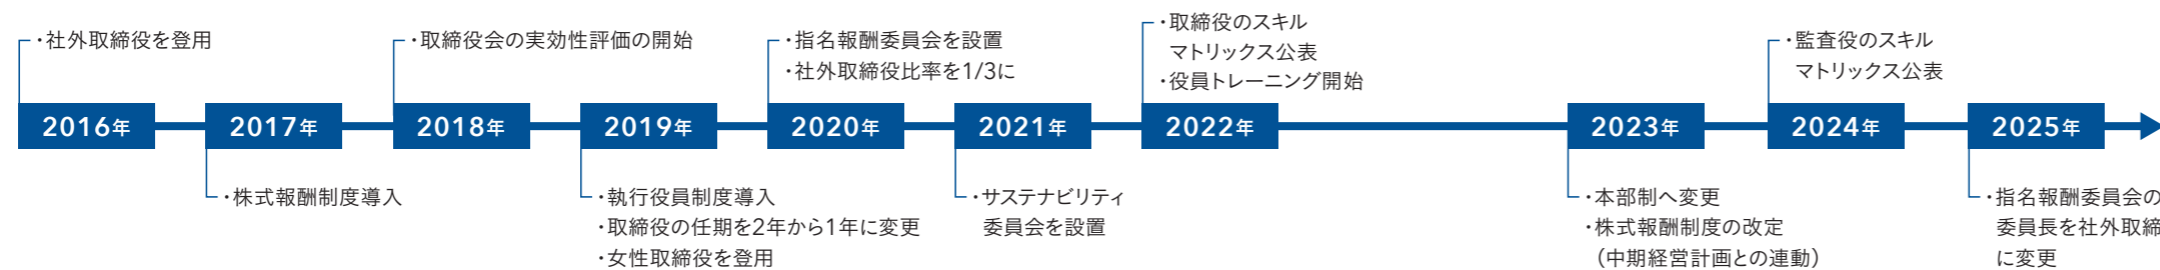 ・社外取締役を登用
・取締役会の実効性評価の開始
・指名報酬委員会を設置
・社外取締役比率を1/3に
・取締役のスキル
マトリックス公表
・役員トレーニング開始
・監査役のスキル
マトリックス公表
2016年
2017年
2018年
2019年
2020年
2021年
2022年
2023年
2024年
2025年
・株式報酬制度導入
・執行役員制度導入
・取締役の任期を2年から1年に変更
・女性取締役を登用
・サステナビリティ
委員会を設置
・本部制へ変更
・株式報酬制度の改定
（中期経営計画との連動）
・指名報酬委員会の
委員長を社外取締
に変更